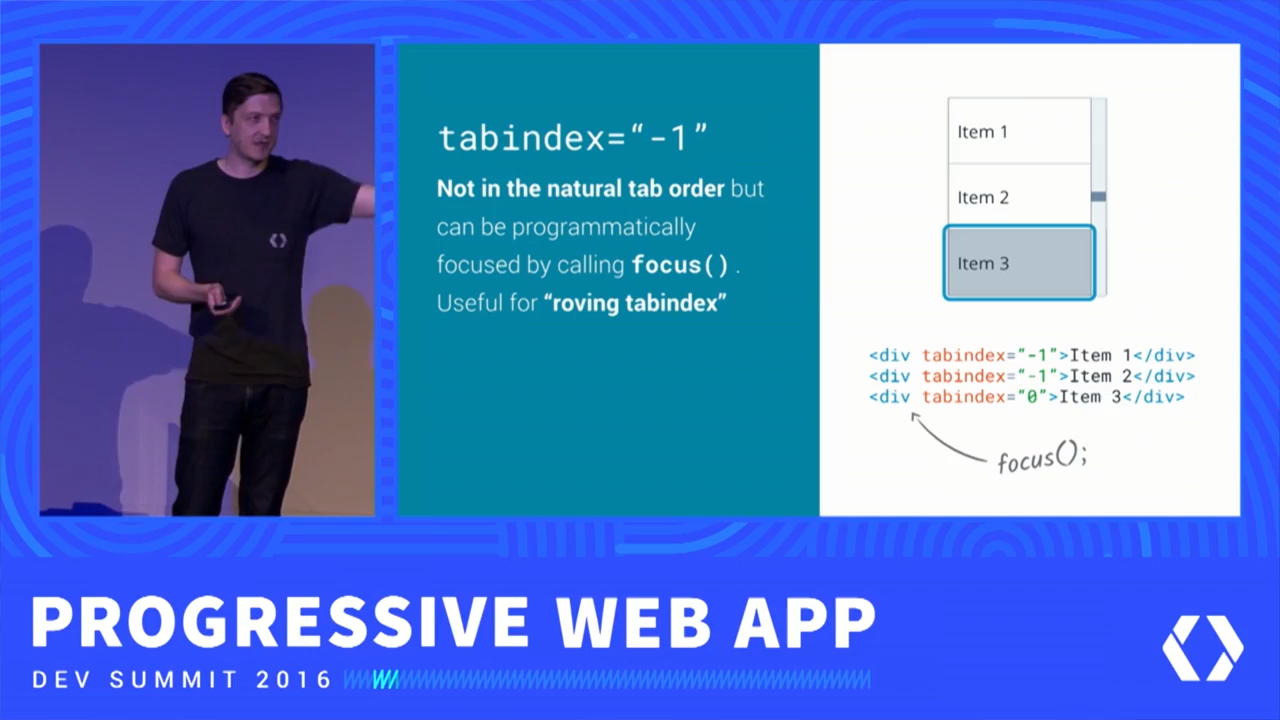 tabindex=“-1”
Not in the natural tab order but
can be programmatically
focused by calling focus() .
Useful for “roving tabindex”
Item 1
Item 2
Item 3
<div tabindex="-1">Item 1</div>
<div tabindex="-1">Item 2</div>
<div tabindex="0">Item 3</div>
focus();
PROGRESSIVE WEB APP
DEV SUMMIT 2016